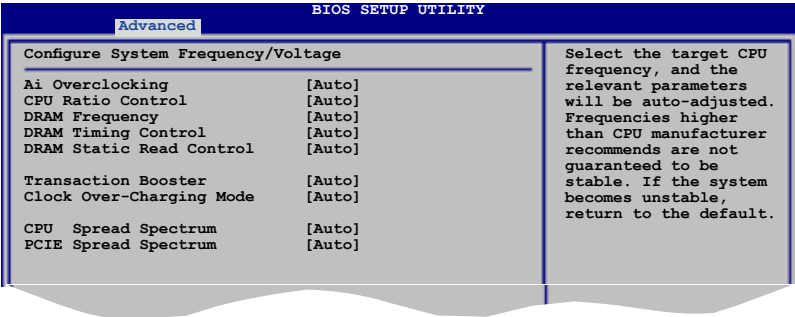 BIOS SETUP UTILITY
Advanced
Configure System Frequency/Voltage
Ai Overclocking [Auto]
CPU Ratio Control [Auto]
DRAM Frequency [Auto]
DRAM Timing Control [Auto]
DRAM Static Read Control [Auto]
Transaction Booster [Auto]
Clock Over-Charging Mode [Auto]
CPU Spread Spectrum [Auto]
PCIE Spread Spectrum [Auto]
Select the target CPU
frequency, and the
relevant parameters
will be auto-adjusted.
Frequencies higher
than CPU manufacturer
recommends are not
guaranteed to be
stable. If the system
becomes unstable,
return to the default.